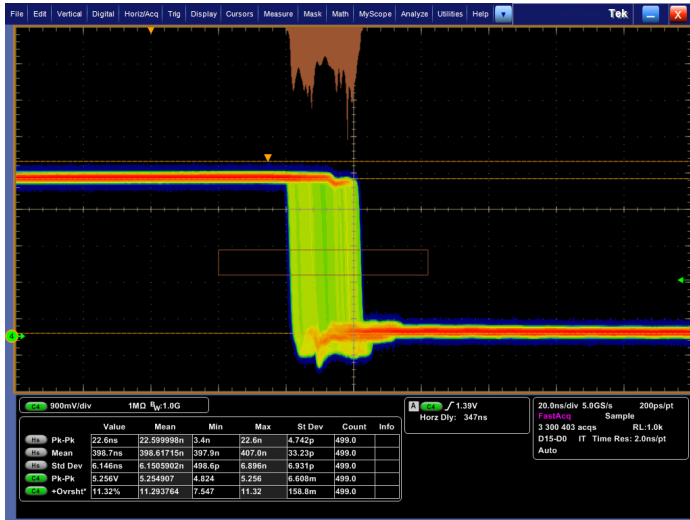 File Edit Vertical Digital Horiz/Acq Trig Display Cursors Measure Mask Math MyScope Analyze Utilities Help Tek X
4
C4 900mV/div 1MΩ BW:1.0G
A C4 1.39V
Horz Dly: 347ns
20.0ns/div 5.0GS/s 200ps/pt
FastAcq Sample
3 300 403 acqs RL:1.0k
D15-D0 IT Time Res: 2.0ns/pt
Auto
Value Mean Min Max St Dev Count Info
Hs Pk-Pk 22.6ns 22.599998n 3.4n 22.6n 4.742p 499.0
Hs Mean 398.7ns 398.61715n 397.9n 407.0n 33.23p 499.0
Hs Std Dev 6.146ns 6.1505902n 498.6p 6.896n 6.931p 499.0
C4 Pk-Pk 5.256V 5.254907 4.824 5.256 6.608m 499.0
C4 +Ovrsht* 11.32% 11.293764 7.547 11.32 158.8m 499.0